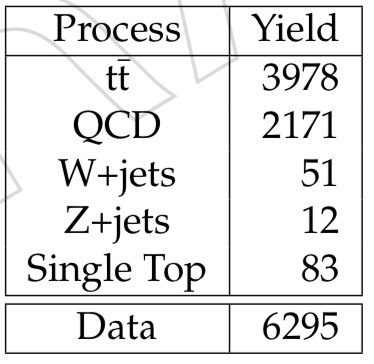 Process Yield
tt̄ 3978
QCD 2171
W+jets 51
Z+jets 12
Single Top 83
Data 6295